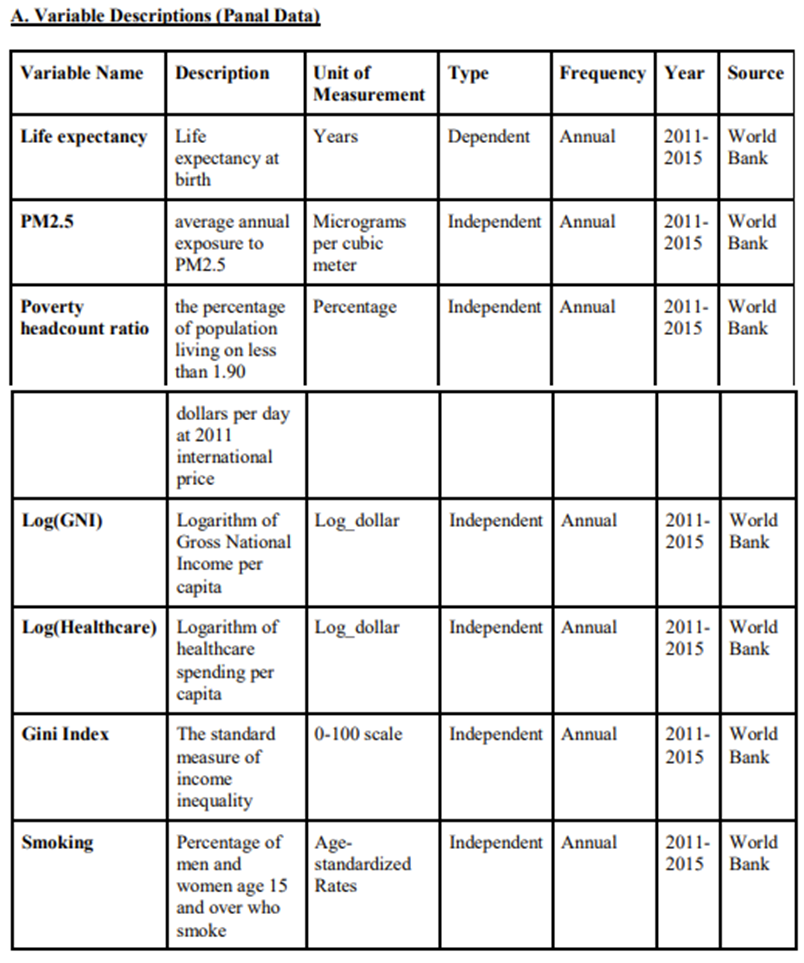 A. Variable Descriptions (Panal Data)
Variable Name Description Unit of Measurement Type Frequency Year Source
Life expectancy Life expectancy at birth Years Dependent Annual 2011-2015 World Bank
PM2.5 average annual exposure to PM2.5 Micrograms per cubic meter Independent Annual 2011-2015 World Bank
Poverty headcount ratio the percentage of population living on less than 1.90 Percentage Independent Annual 2011-2015 World Bank
dollars per day at 2011 international price
Log(GNI) Logarithm of Gross National Income per capita Log_dollar Independent Annual 2011-2015 World Bank
Log(Healthcare) Logarithm of healthcare spending per capita Log_dollar Independent Annual 2011-2015 World Bank
Gini Index The standard measure of income inequality 0-100 scale Independent Annual 2011-2015 World Bank
Smoking Percentage of men and women age 15 and over who smoke Age-standardized Rates Independent Annual 2011-2015 World Bank